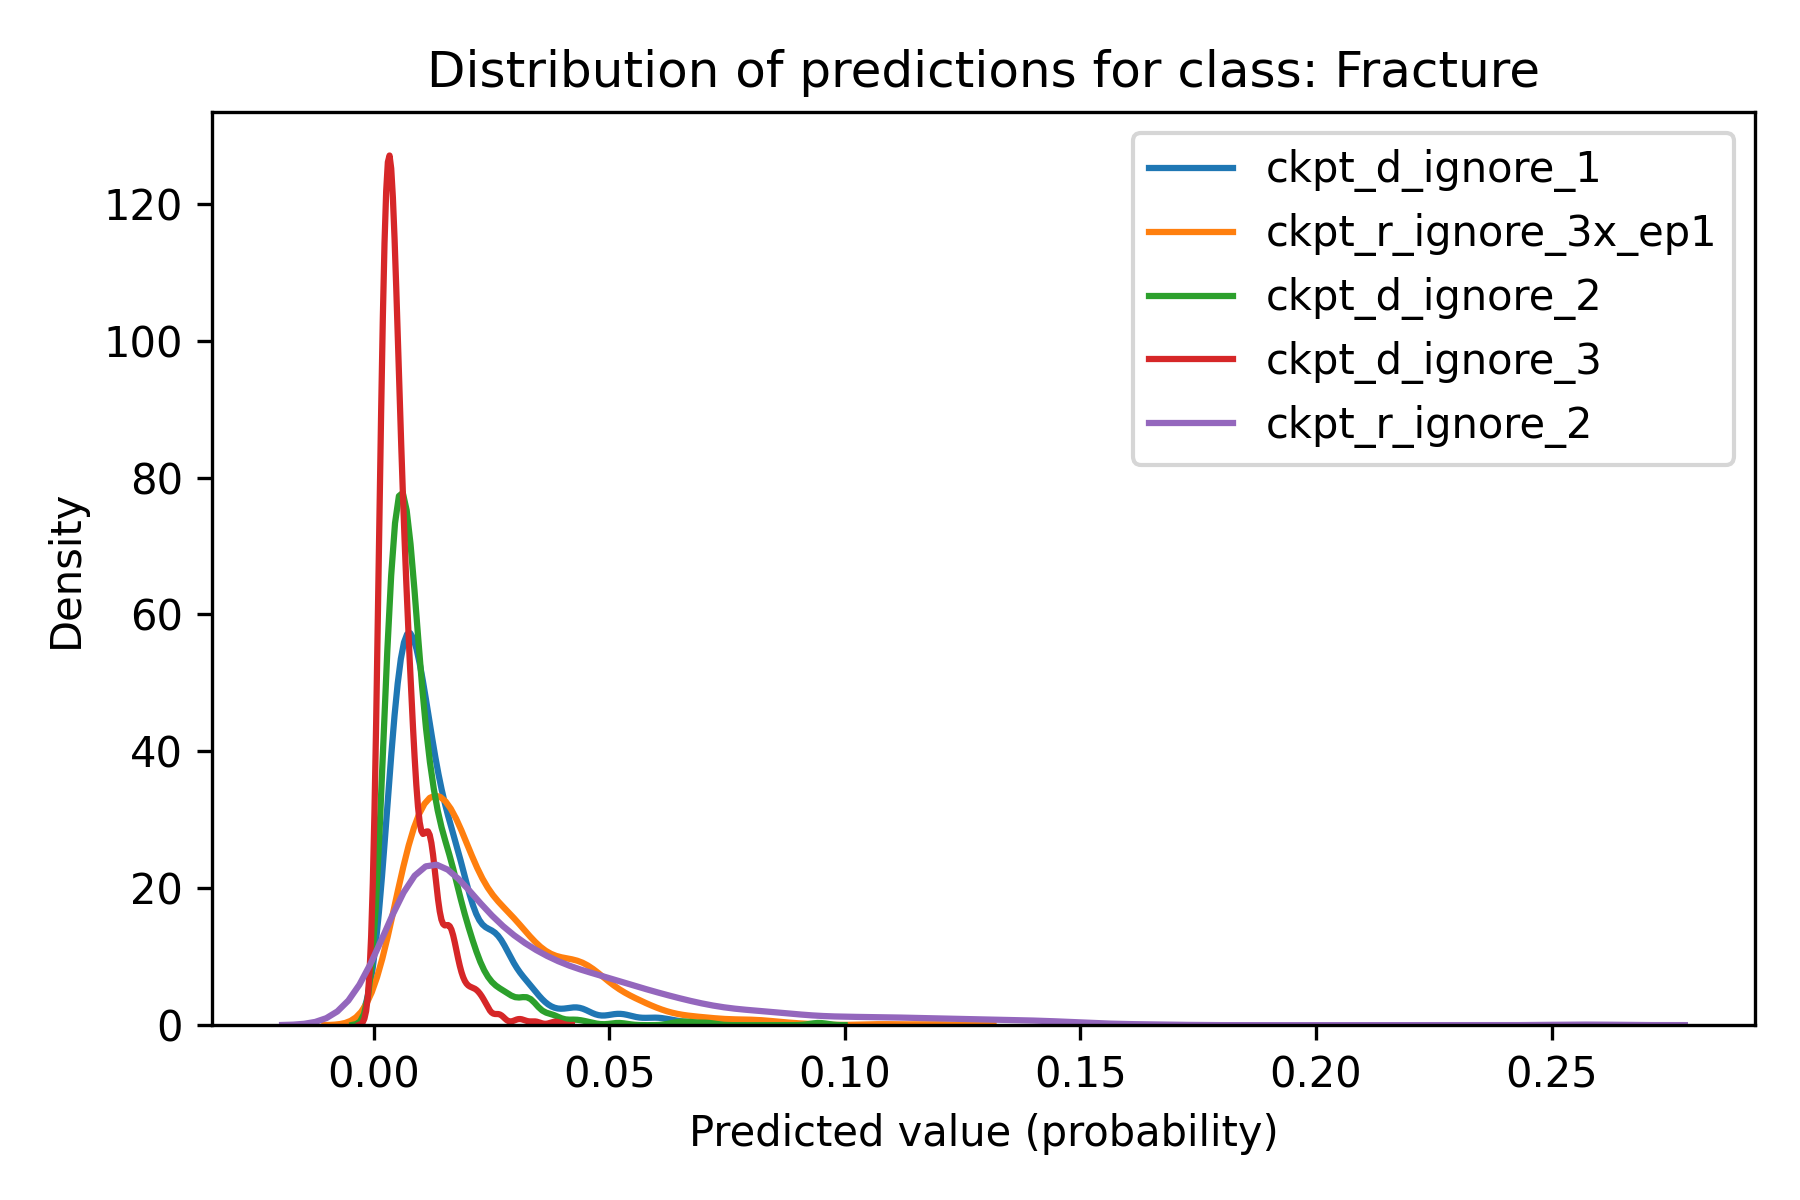 Distribution of predictions for class: Fracture
ckpt_d_ignore_1
ckpt_r_ignore_3x_ep1
ckpt_d_ignore_2
ckpt_d_ignore_3
ckpt_r_ignore_2
Density
120
100
80
60
40
20
0
0.00 0.05 0.10 0.15 0.20 0.25
Predicted value (probability)